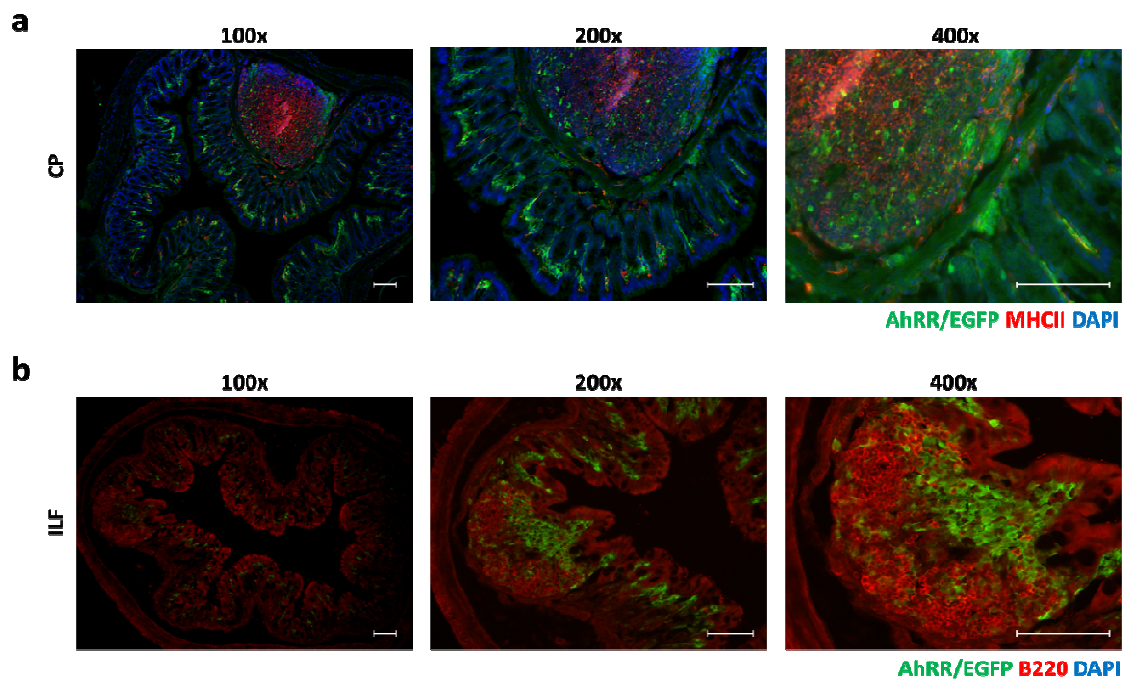 a
100x 200x 400x
CP
AhRR/EGFP MHCII DAPI
b
100x 200x 400x
ILF
AhRR/EGFP B220 DAPI